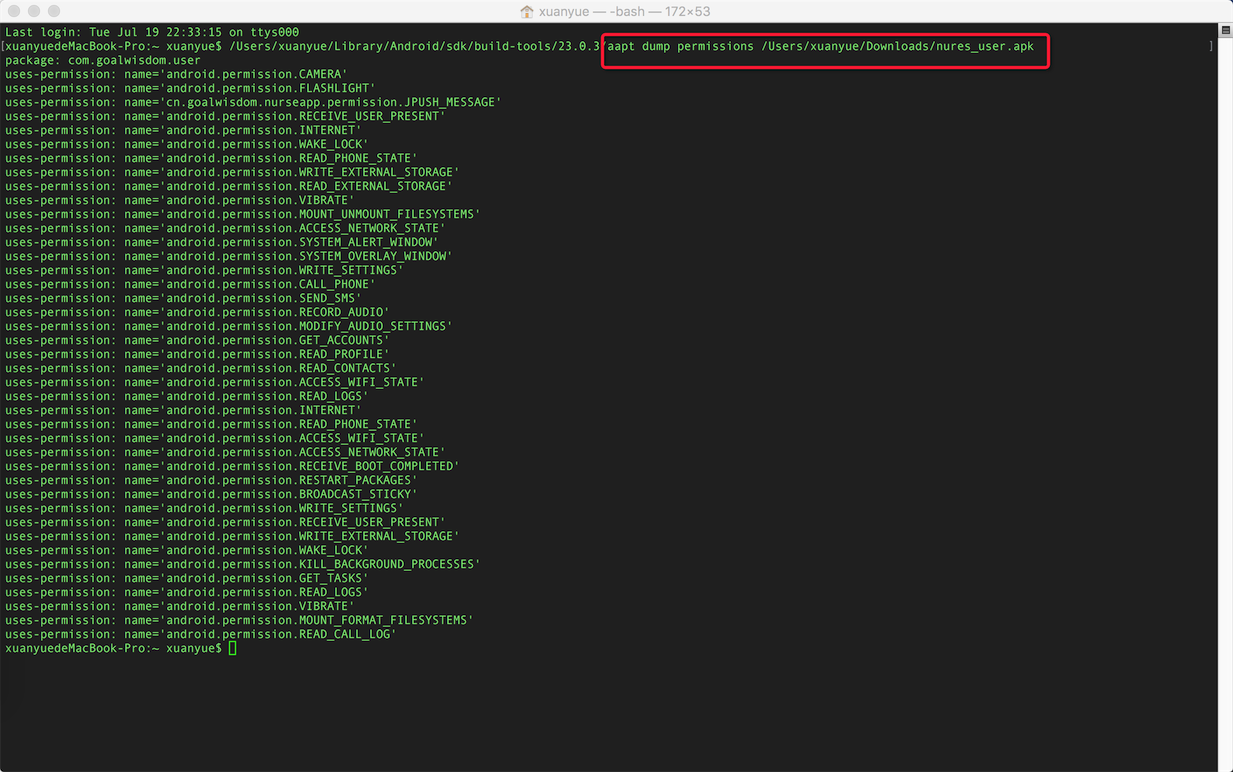 xuanyue — -bash — 172×53
Last login: Tue Jul 19 22:33:15 on ttys000
[xuanyuedeMacBook-Pro:~ xuanyue$ /Users/xuanyue/Library/Android/sdk/build-tools/23.0.3/aapt dump permissions /Users/xuanyue/Downloads/nures_user.apk ]
package: com.goalwisdom.user
uses-permission: name='android.permission.CAMERA'
uses-permission: name='android.permission.FLASHLIGHT'
uses-permission: name='cn.goalwisdom.nurseapp.permission.JPUSH_MESSAGE'
uses-permission: name='android.permission.RECEIVE_USER_PRESENT'
uses-permission: name='android.permission.INTERNET'
uses-permission: name='android.permission.WAKE_LOCK'
uses-permission: name='android.permission.READ_PHONE_STATE'
uses-permission: name='android.permission.WRITE_EXTERNAL_STORAGE'
uses-permission: name='android.permission.READ_EXTERNAL_STORAGE'
uses-permission: name='android.permission.VIBRATE'
uses-permission: name='android.permission.MOUNT_UNMOUNT_FILESYSTEMS'
uses-permission: name='android.permission.ACCESS_NETWORK_STATE'
uses-permission: name='android.permission.SYSTEM_ALERT_WINDOW'
uses-permission: name='android.permission.SYSTEM_OVERLAY_WINDOW'
uses-permission: name='android.permission.WRITE_SETTINGS'
uses-permission: name='android.permission.CALL_PHONE'
uses-permission: name='android.permission.SEND_SMS'
uses-permission: name='android.permission.RECORD_AUDIO'
uses-permission: name='android.permission.MODIFY_AUDIO_SETTINGS'
uses-permission: name='android.permission.GET_ACCOUNTS'
uses-permission: name='android.permission.READ_PROFILE'
uses-permission: name='android.permission.READ_CONTACTS'
uses-permission: name='android.permission.ACCESS_WIFI_STATE'
uses-permission: name='android.permission.READ_LOGS'
uses-permission: name='android.permission.INTERNET'
uses-permission: name='android.permission.READ_PHONE_STATE'
uses-permission: name='android.permission.ACCESS_WIFI_STATE'
uses-permission: name='android.permission.ACCESS_NETWORK_STATE'
uses-permission: name='android.permission.RECEIVE_BOOT_COMPLETED'
uses-permission: name='android.permission.RESTART_PACKAGES'
uses-permission: name='android.permission.BROADCAST_STICKY'
uses-permission: name='android.permission.WRITE_SETTINGS'
uses-permission: name='android.permission.RECEIVE_USER_PRESENT'
uses-permission: name='android.permission.WRITE_EXTERNAL_STORAGE'
uses-permission: name='android.permission.WAKE_LOCK'
uses-permission: name='android.permission.KILL_BACKGROUND_PROCESSES'
uses-permission: name='android.permission.GET_TASKS'
uses-permission: name='android.permission.READ_LOGS'
uses-permission: name='android.permission.VIBRATE'
uses-permission: name='android.permission.MOUNT_FORMAT_FILESYSTEMS'
uses-permission: name='android.permission.READ_CALL_LOG'
xuanyuedeMacBook-Pro:~ xuanyue$